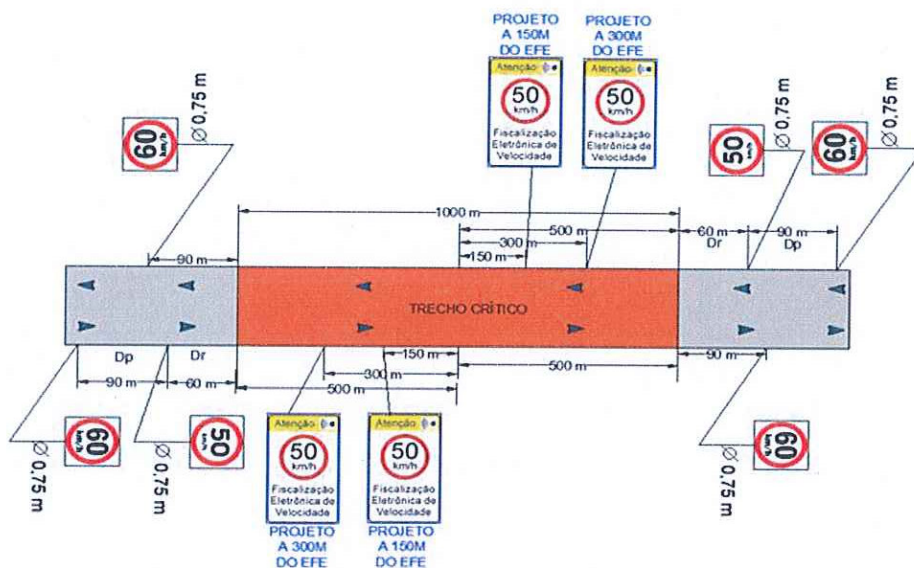 PROJETO
A 150M
DO EFE
PROJETO
A 300M
DO EFE
Atenção
50
km/h
Fiscalização
Eletrônica de
Velocidade
Atenção
50
km/h
Fiscalização
Eletrônica de
Velocidade
60
km/h
Ø 0,75 m
50
km/h
Ø 0,75 m
60
km/h
Ø 0,75 m
1000 m
500 m
300 m
150 m
60 m
Dr
90 m
Dp
90 m
TRECHO CRÍTICO
Dp
90 m
Dr
60 m
150 m
300 m
500 m
500 m
90 m
60
km/h
Ø 0,75 m
50
km/h
Ø 0,75 m
60
km/h
Ø 0,75 m
Atenção
50
km/h
Fiscalização
Eletrônica de
Velocidade
Atenção
50
km/h
Fiscalização
Eletrônica de
Velocidade
PROJETO
A 300M
DO EFE
PROJETO
A 150M
DO EFE